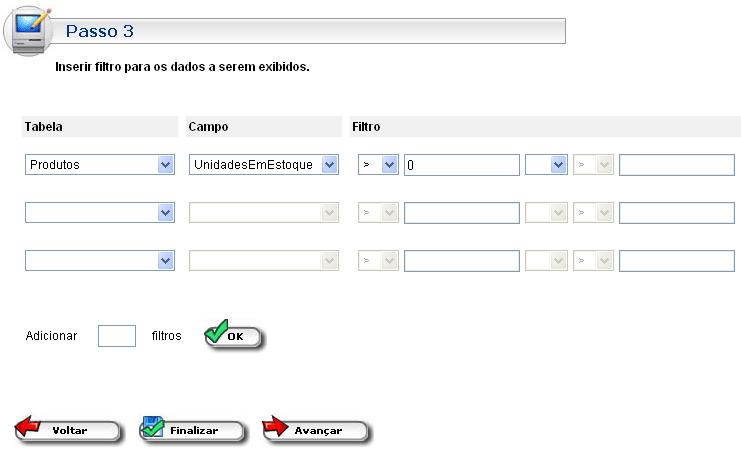 Passo 3
Inserir filtro para os dados a serem exibidos.
Tabela Campo Filtro
Produtos UnidadesEmEstoque > 0 >
> >
> >
Adicionar filtros OK
Voltar Finalizar Avançar